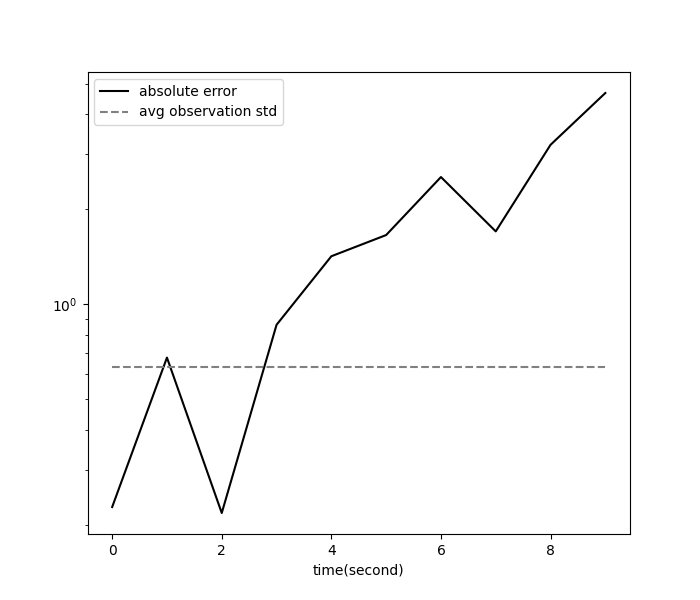 absolute error
avg observation std
10⁰
0 2 4 6 8
time(second)